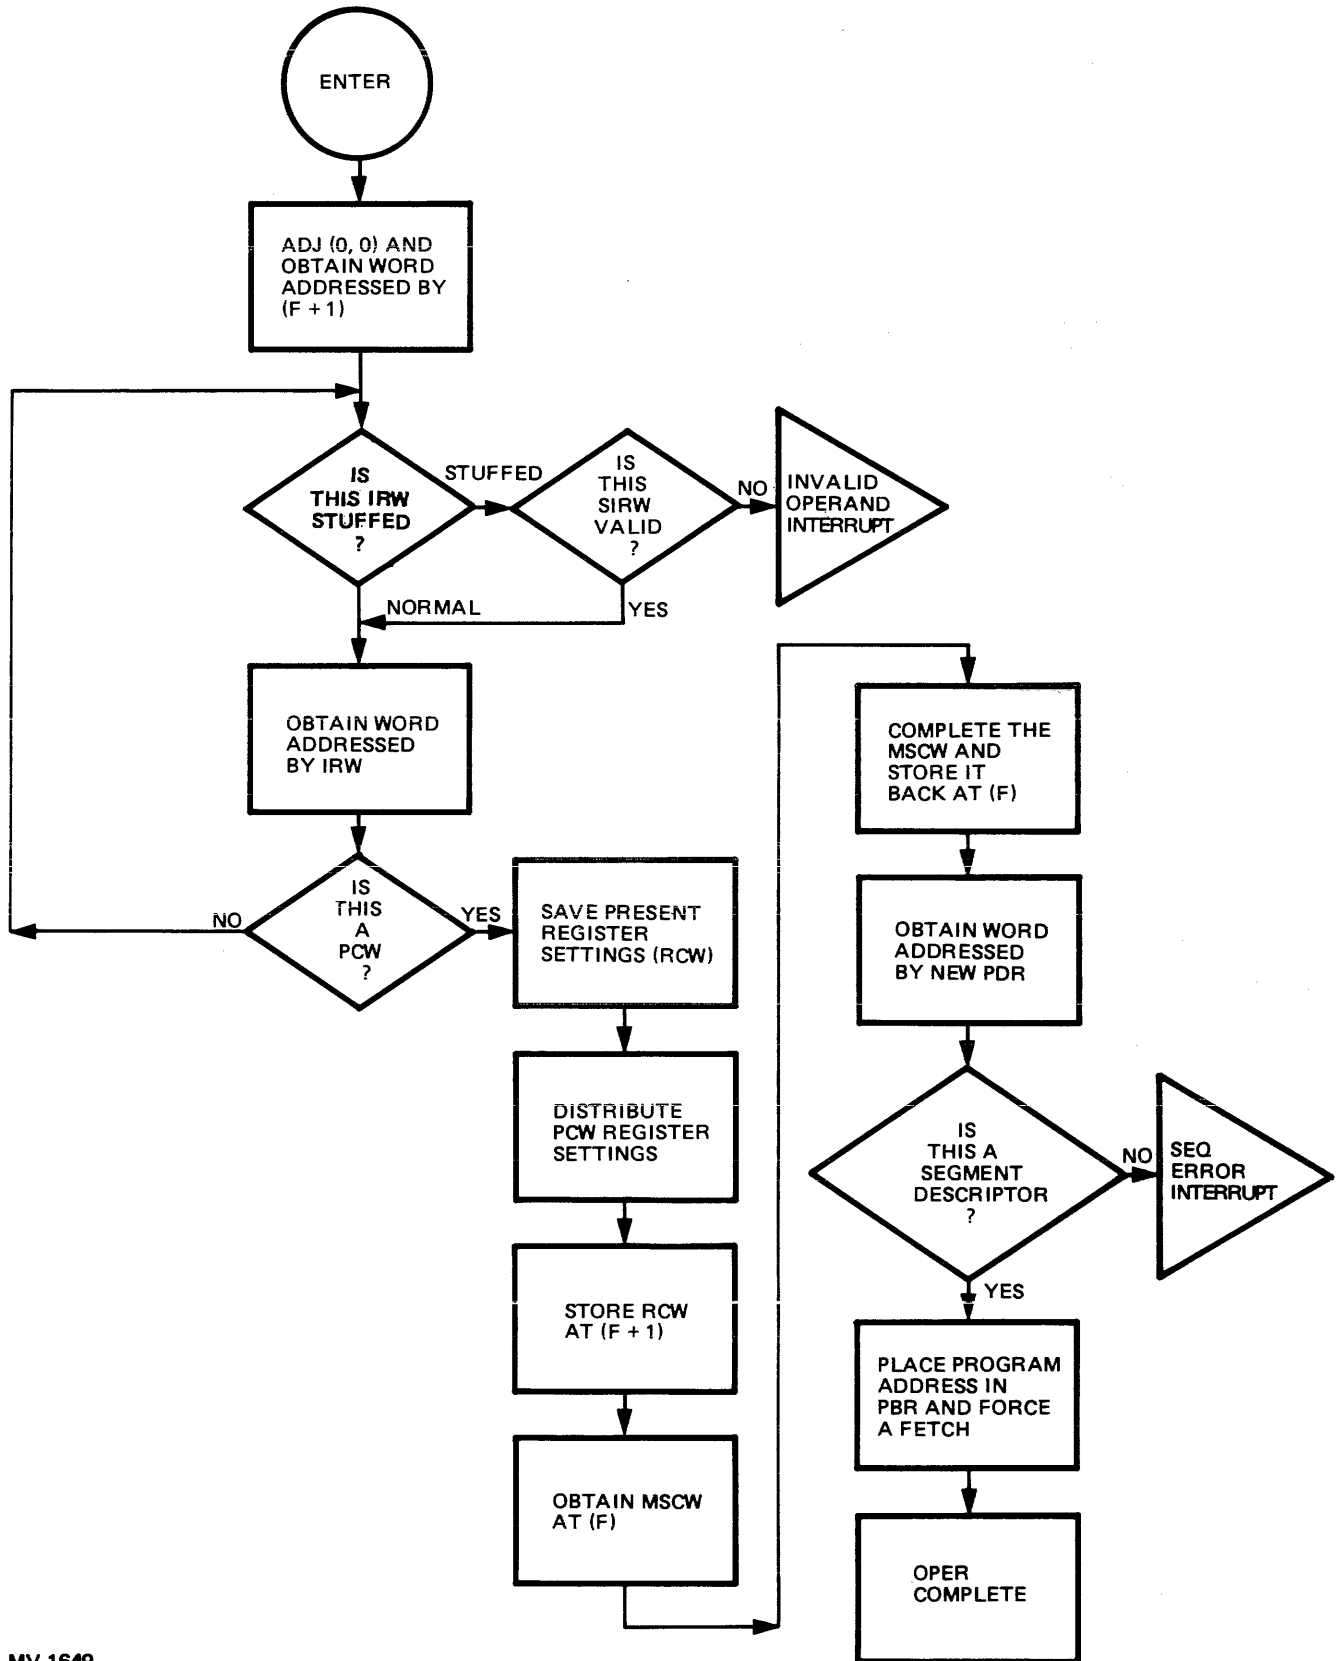 ENTER
ADJ (0, 0) AND
OBTAIN WORD
ADDRESSED BY
(F + 1)
IS
THIS IRW
STUFFED
?
STUFFED
IS
THIS
SIRW
VALID
?
NO
INVALID
OPERAND
INTERRUPT
NORMAL
YES
OBTAIN WORD
ADDRESSED
BY IRW
IS
THIS
A
PCW
?
NO
YES
SAVE PRESENT
REGISTER
SETTINGS (RCW)
DISTRIBUTE
PCW REGISTER
SETTINGS
STORE RCW
AT (F + 1)
OBTAIN MSCW
AT (F)
COMPLETE THE
MSCW AND
STORE IT
BACK AT (F)
OBTAIN WORD
ADDRESSED
BY NEW PDR
IS
THIS A
SEGMENT
DESCRIPTOR
?
NO
SEQ
ERROR
INTERRUPT
YES
PLACE PROGRAM
ADDRESS IN
PBR AND FORCE
A FETCH
OPER
COMPLETE
MV 1649